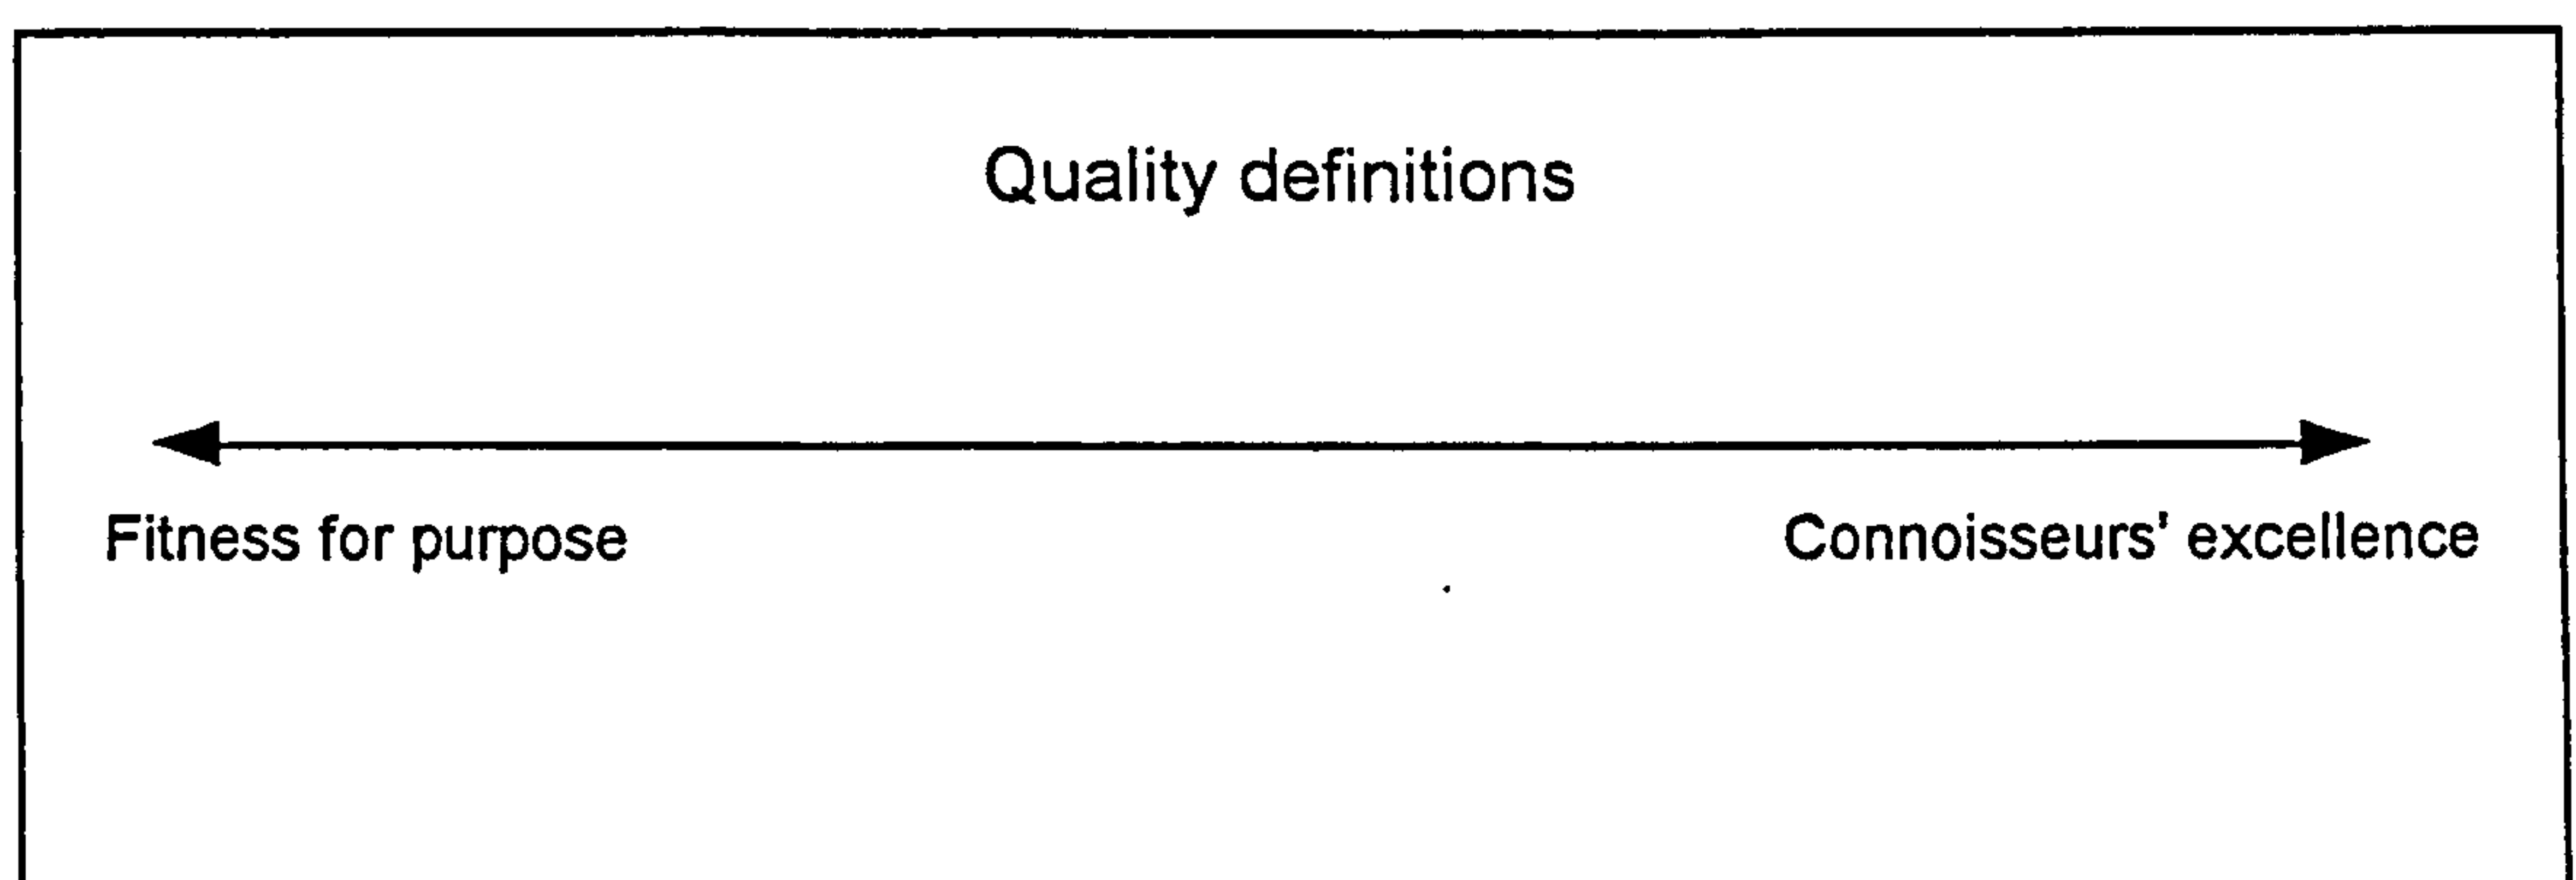 Quality definitions
Fitness for purpose
Connoisseurs' excellence